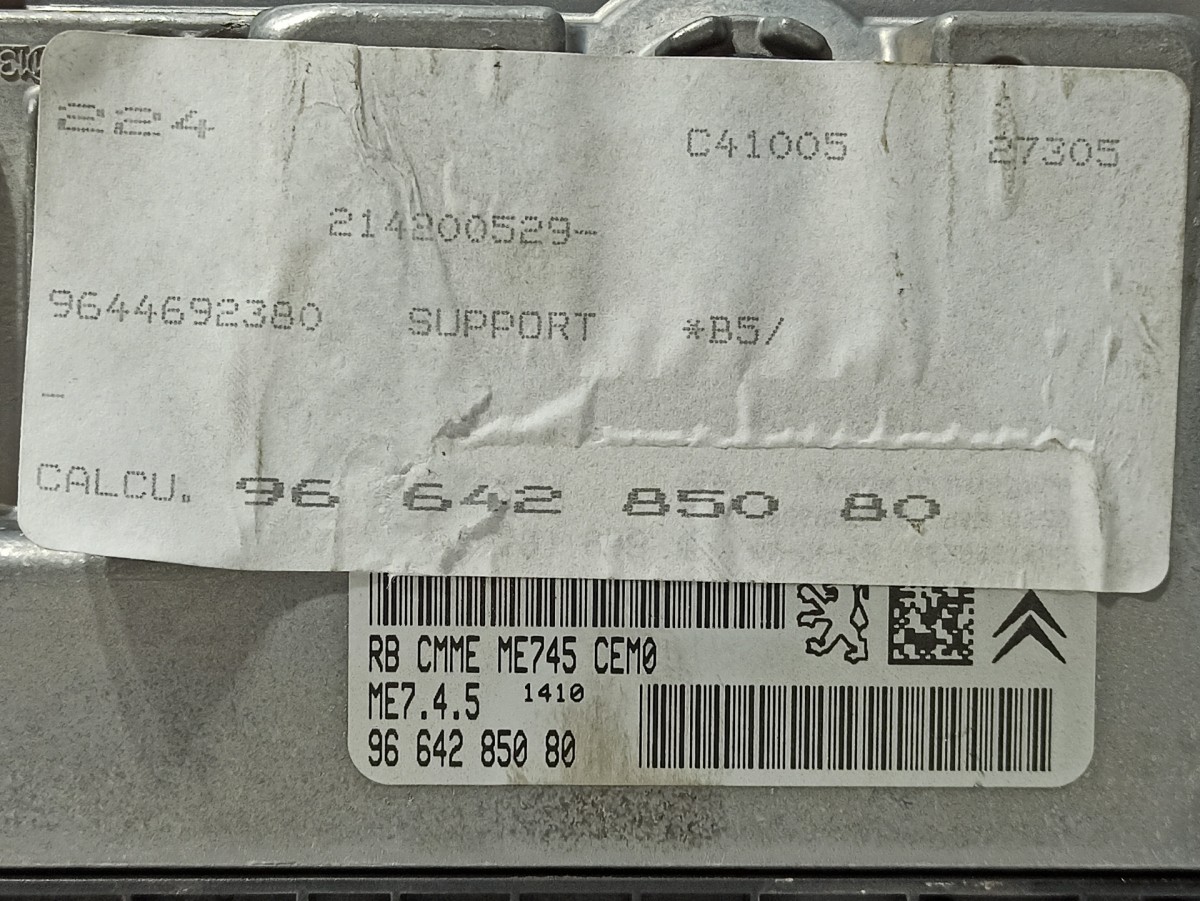 224
C41005 27305
214200529-
9644692380 SUPPORT *B5/
-
CALCU. 96 642 850 80
RB CMME ME745 CEM0
ME7.4.5 1410
96 642 850 80